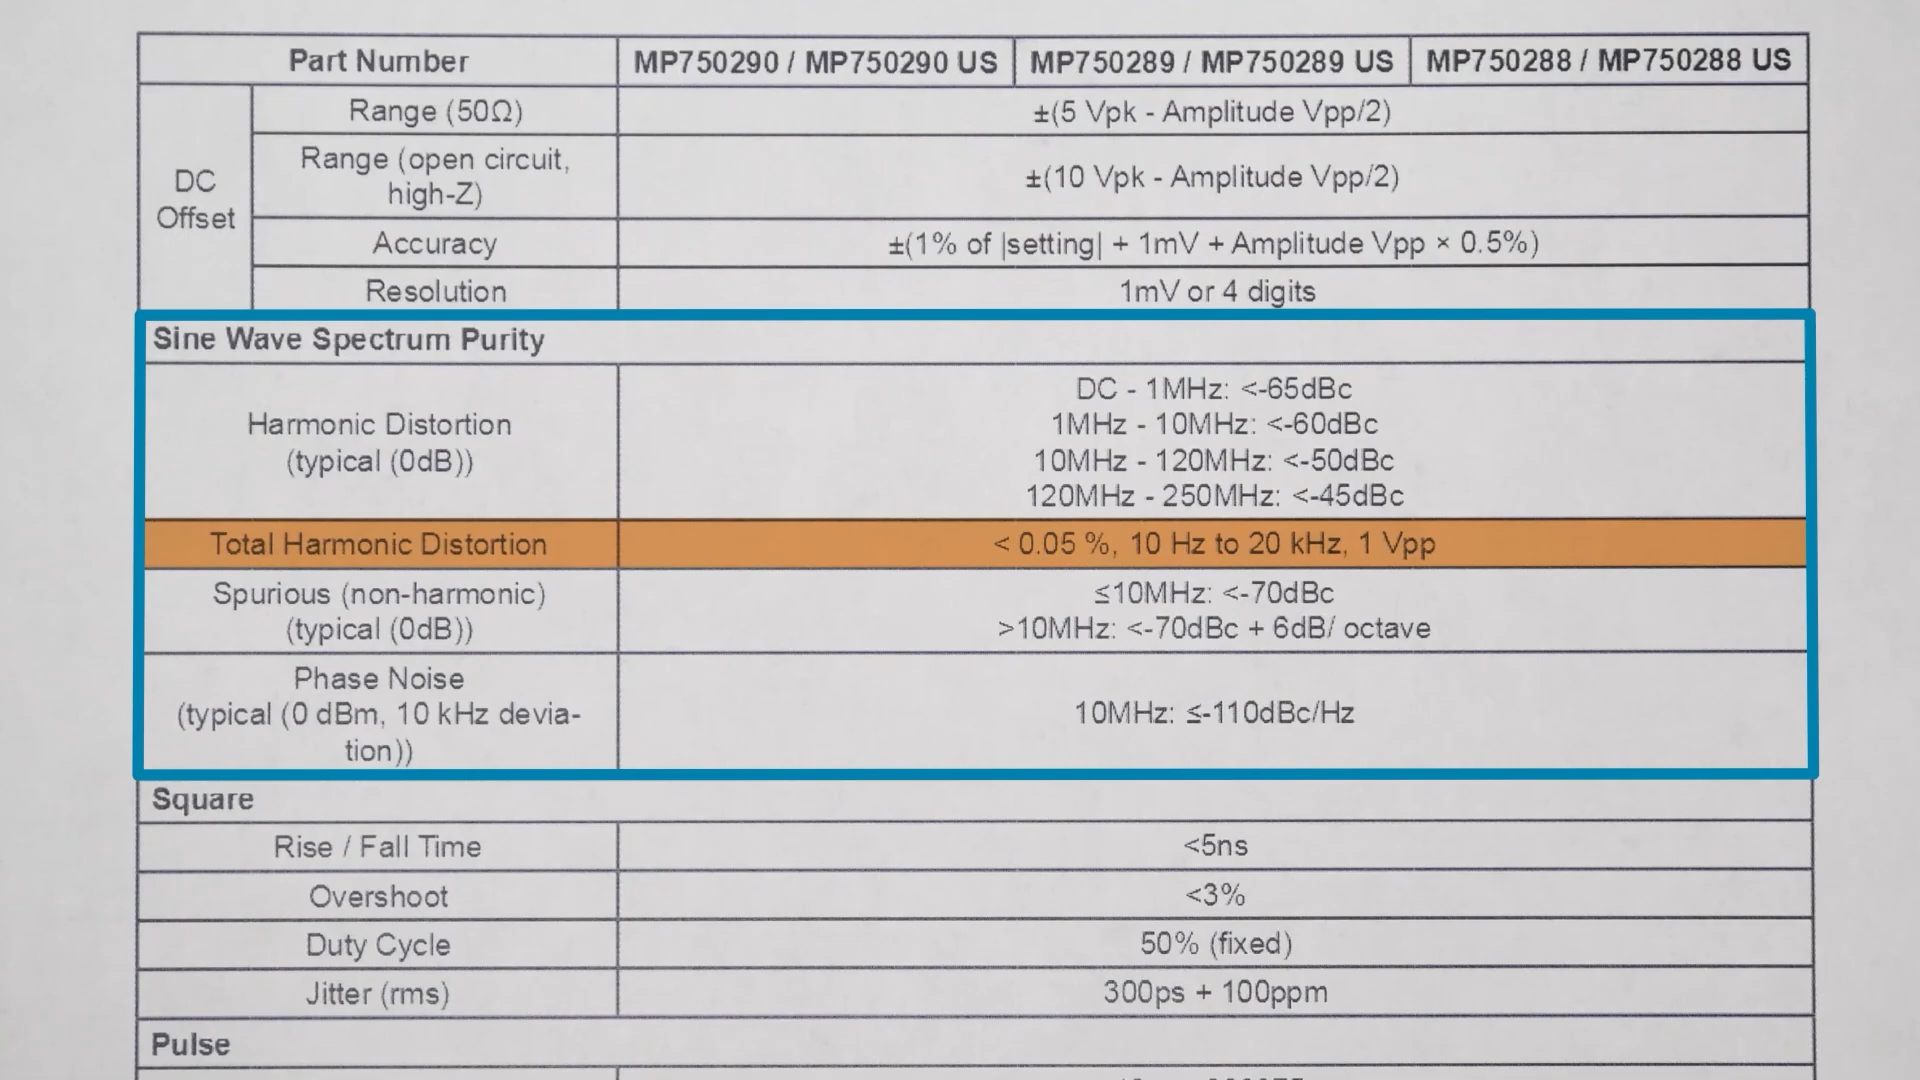 Part Number MP750290 / MP750290 US MP750289 / MP750289 US MP750288 / MP750288 US
DC
Offset
Range (50Ω) ±(5 Vpk - Amplitude Vpp/2)
Range (open circuit,
high-Z) ±(10 Vpk - Amplitude Vpp/2)
Accuracy ±(1% of |setting| + 1mV + Amplitude Vpp × 0.5%)
Resolution 1mV or 4 digits
Sine Wave Spectrum Purity
Harmonic Distortion
(typical (0dB))
DC - 1MHz: <-65dBc
1MHz - 10MHz: <-60dBc
10MHz - 120MHz: <-50dBc
120MHz - 250MHz: <-45dBc
Total Harmonic Distortion < 0.05 %, 10 Hz to 20 kHz, 1 Vpp
Spurious (non-harmonic)
(typical (0dB))
≤10MHz: <-70dBc
>10MHz: <-70dBc + 6dB/ octave
Phase Noise
(typical (0 dBm, 10 kHz devia-
tion))
10MHz: ≤-110dBc/Hz
Square
Rise / Fall Time <5ns
Overshoot <3%
Duty Cycle 50% (fixed)
Jitter (rms) 300ps + 100ppm
Pulse